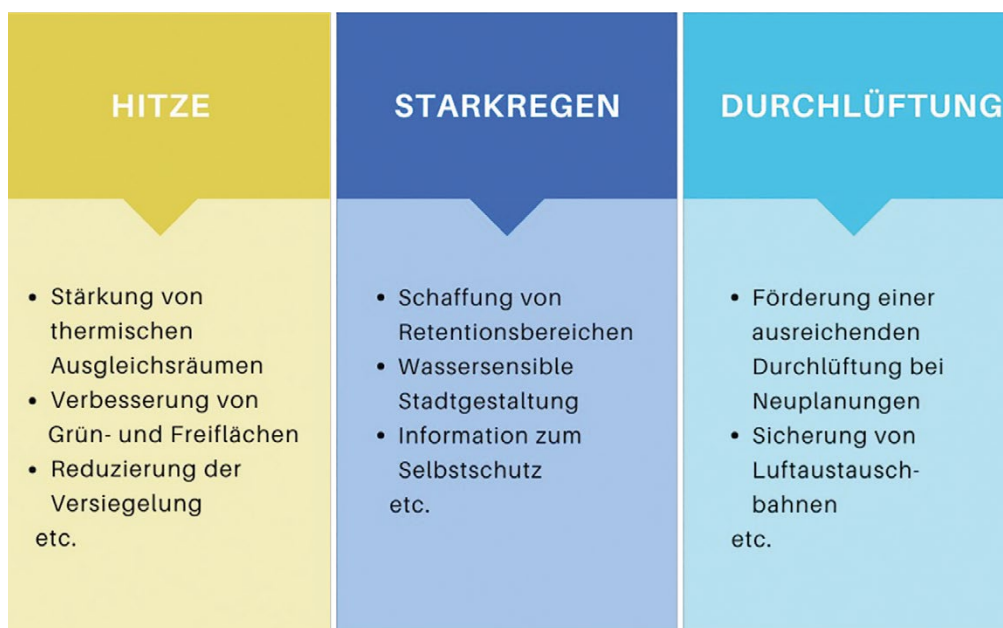 HITZE
• Stärkung von
thermischen
Ausgleichsräumen
• Verbesserung von
Grün- und Freiflächen
• Reduzierung der
Versiegelung
etc.
STARKREGEN
• Schaffung von
Retentionsbereichen
• Wassersensible
Stadtgestaltung
• Information zum
Selbstschutz
etc.
DURCHLÜFTUNG
• Förderung einer
ausreichenden
Durchlüftung bei
Neuplanungen
• Sicherung von
Luftaustausch-
bahnen
etc.